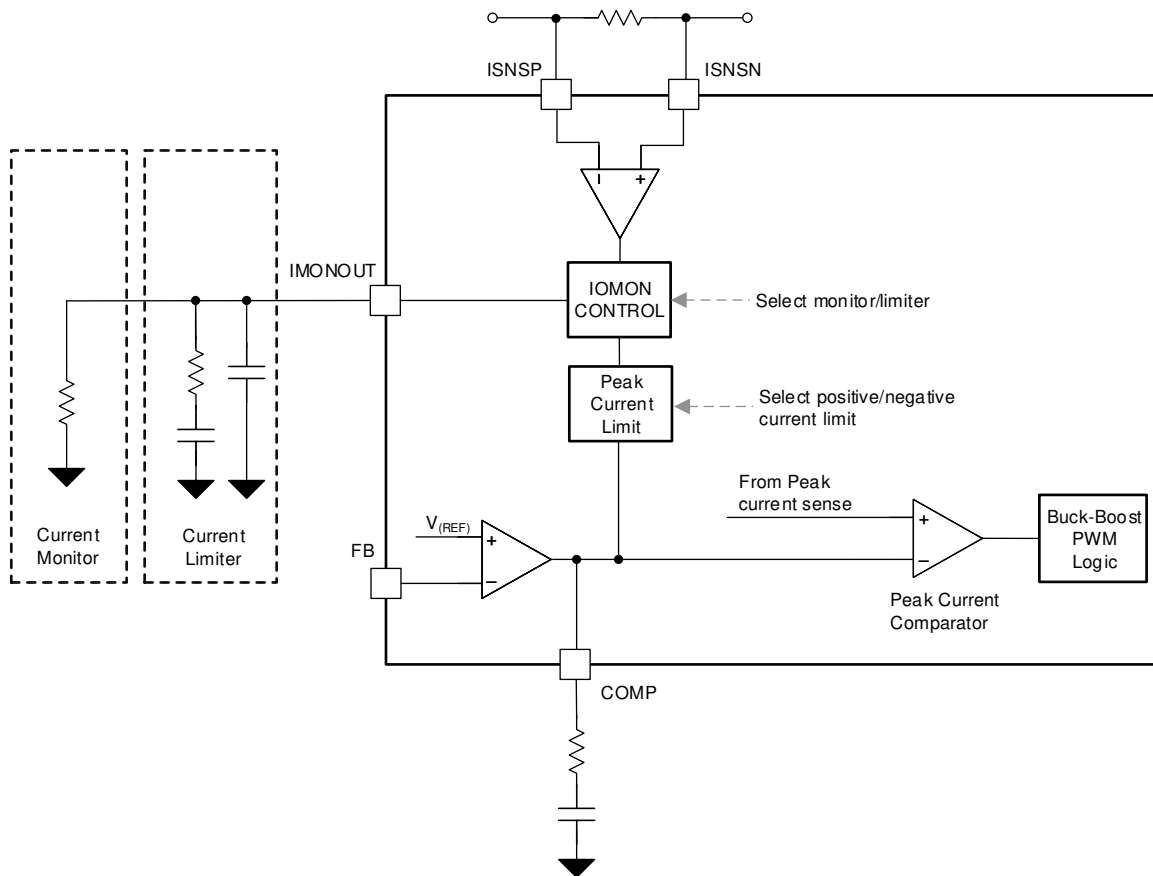 ISNSP
ISNSN
I
+
IMONOUT
IOMON
CONTROL
Select monitor/limiter
Peak
Current
Limit
Select positive/negative
current limit
Current
Monitor
Current
Limiter
FB
V(REF)
+
−
From Peak
current sense
+
−
Peak Current
Comparator
Buck-Boost
PWM
Logic
COMP